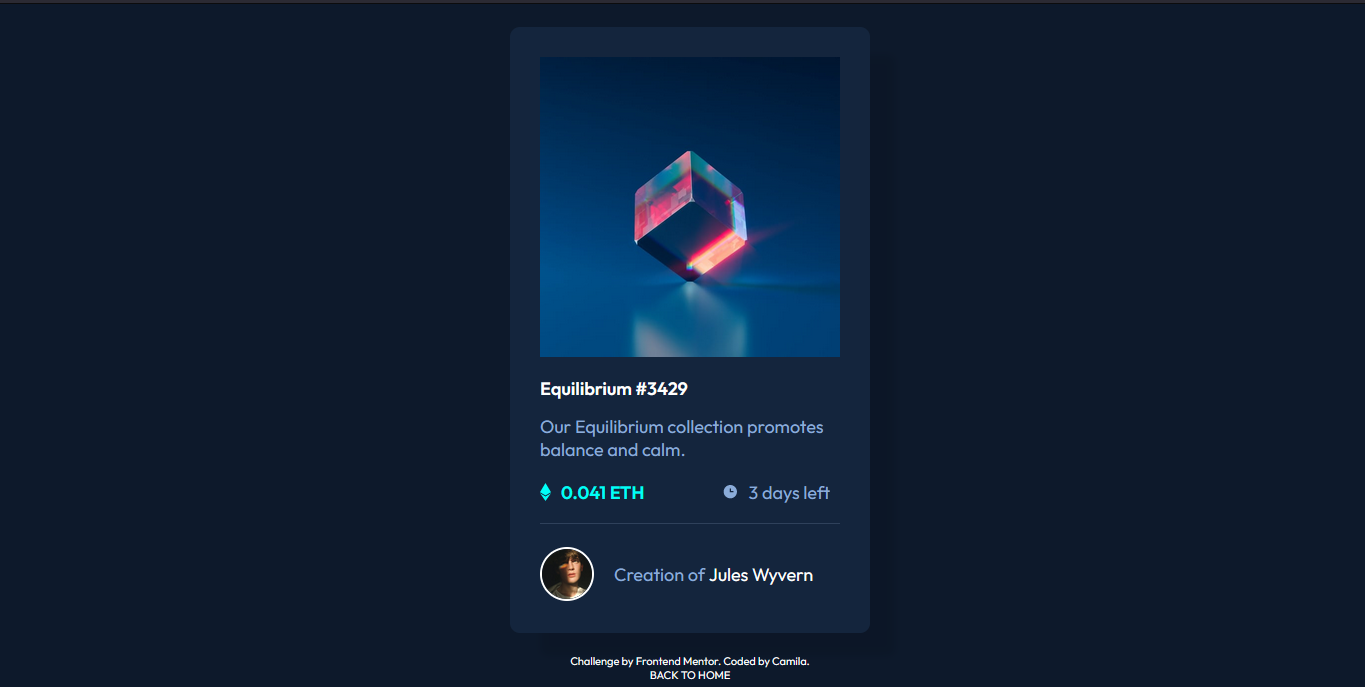 Equilibrium #3429
Our Equilibrium collection promotes
balance and calm.
0.041 ETH
3 days left
Creation of Jules Wyvern
Challenge by Frontend Mentor. Coded by Camila.
BACK TO HOME